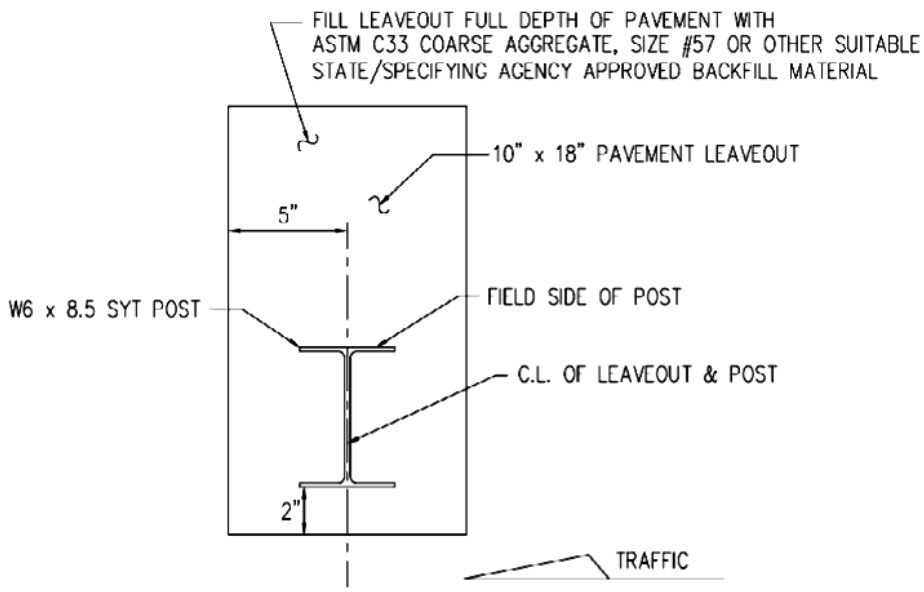 FILL LEAVEOUT FULL DEPTH OF PAVEMENT WITH
ASTM C33 COARSE AGGREGATE, SIZE #57 OR OTHER SUITABLE
STATE/SPECIFYING AGENCY APPROVED BACKFILL MATERIAL
10" x 18" PAVEMENT LEAVEOUT
5"
W6 x 8.5 SYT POST
FIELD SIDE OF POST
C.L. OF LEAVEOUT & POST
2"
TRAFFIC